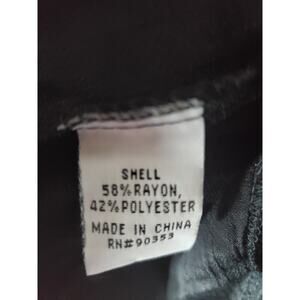 SHELL
58%RAYON,
42%POLYESTER
MADE IN CHINA
RN#90353